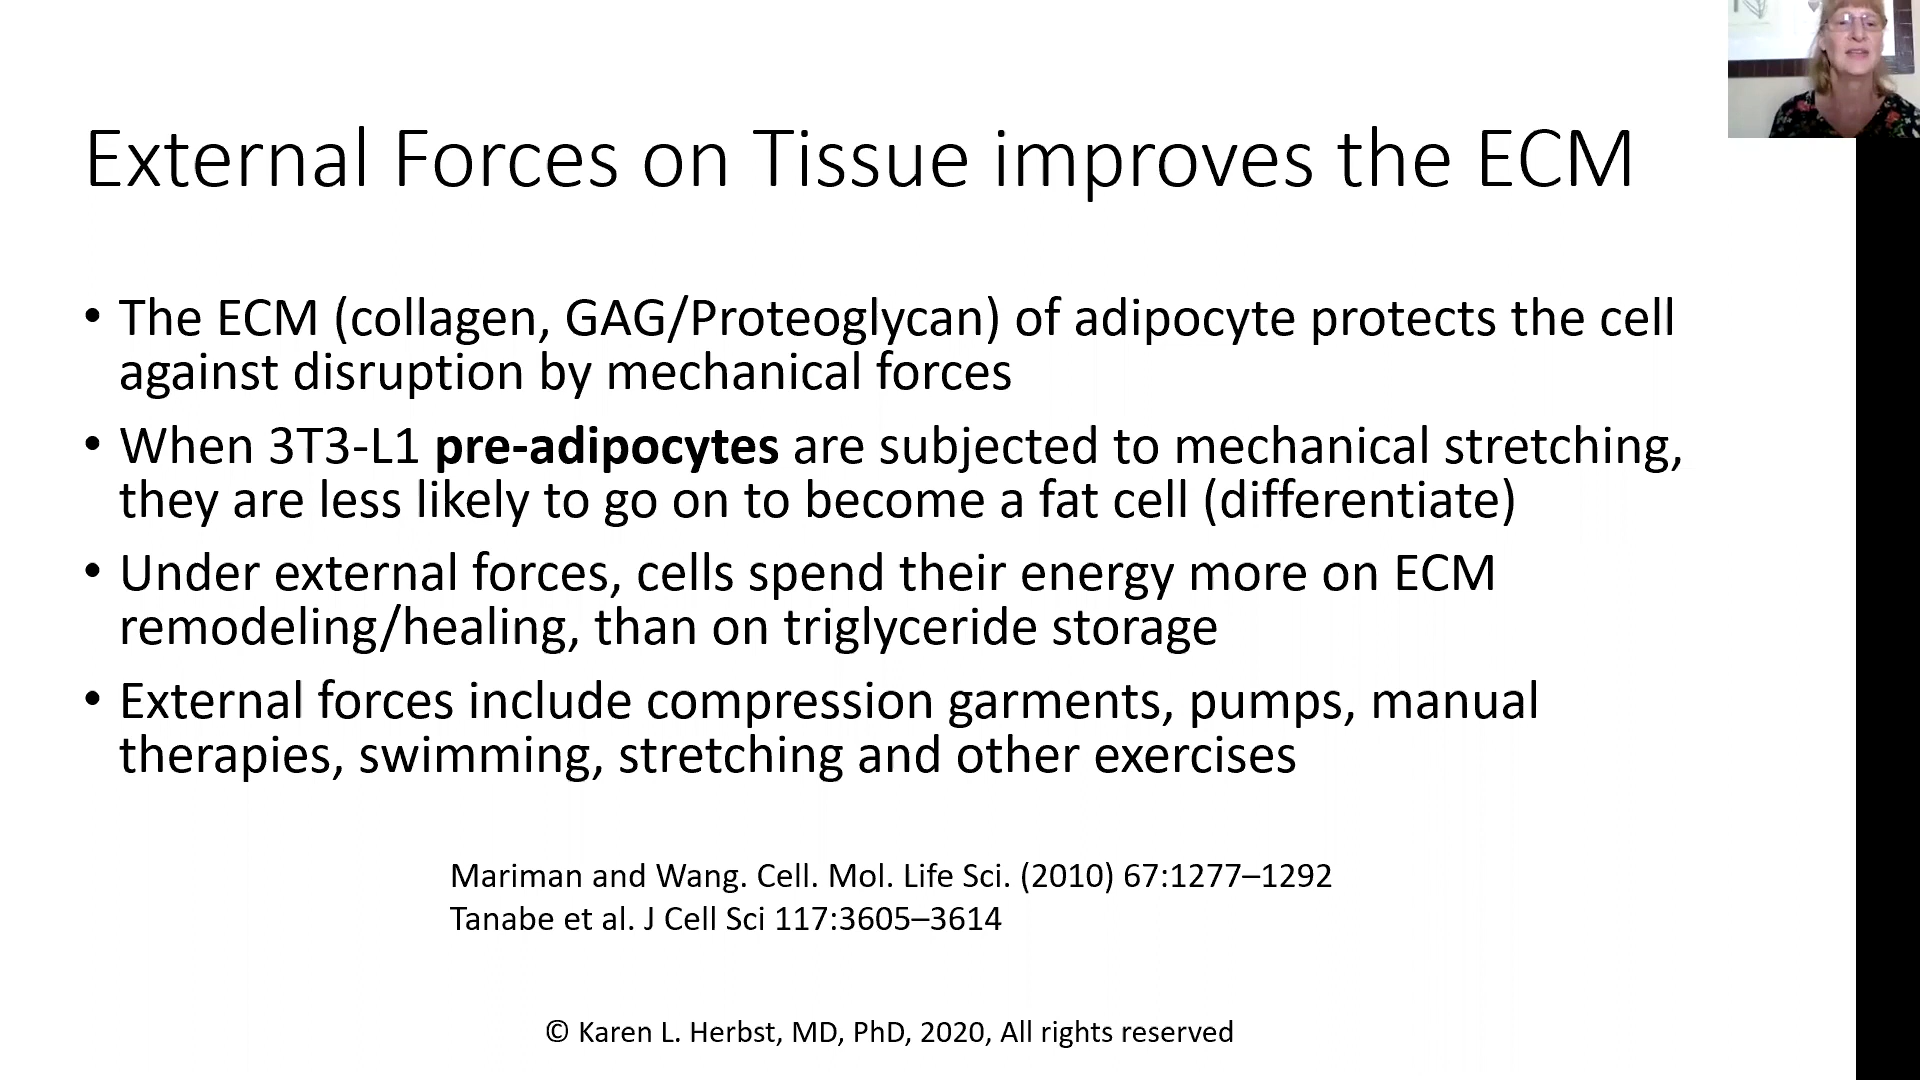 External Forces on Tissue improves the ECM
• The ECM (collagen, GAG/Proteoglycan) of adipocyte protects the cell
against disruption by mechanical forces
• When 3T3-L1 pre-adipocytes are subjected to mechanical stretching,
they are less likely to go on to become a fat cell (differentiate)
• Under external forces, cells spend their energy more on ECM
remodeling/healing, than on triglyceride storage
• External forces include compression garments, pumps, manual
therapies, swimming, stretching and other exercises
Mariman and Wang. Cell. Mol. Life Sci. (2010) 67:1277–1292
Tanabe et al. J Cell Sci 117:3605–3614
© Karen L. Herbst, MD, PhD, 2020, All rights reserved